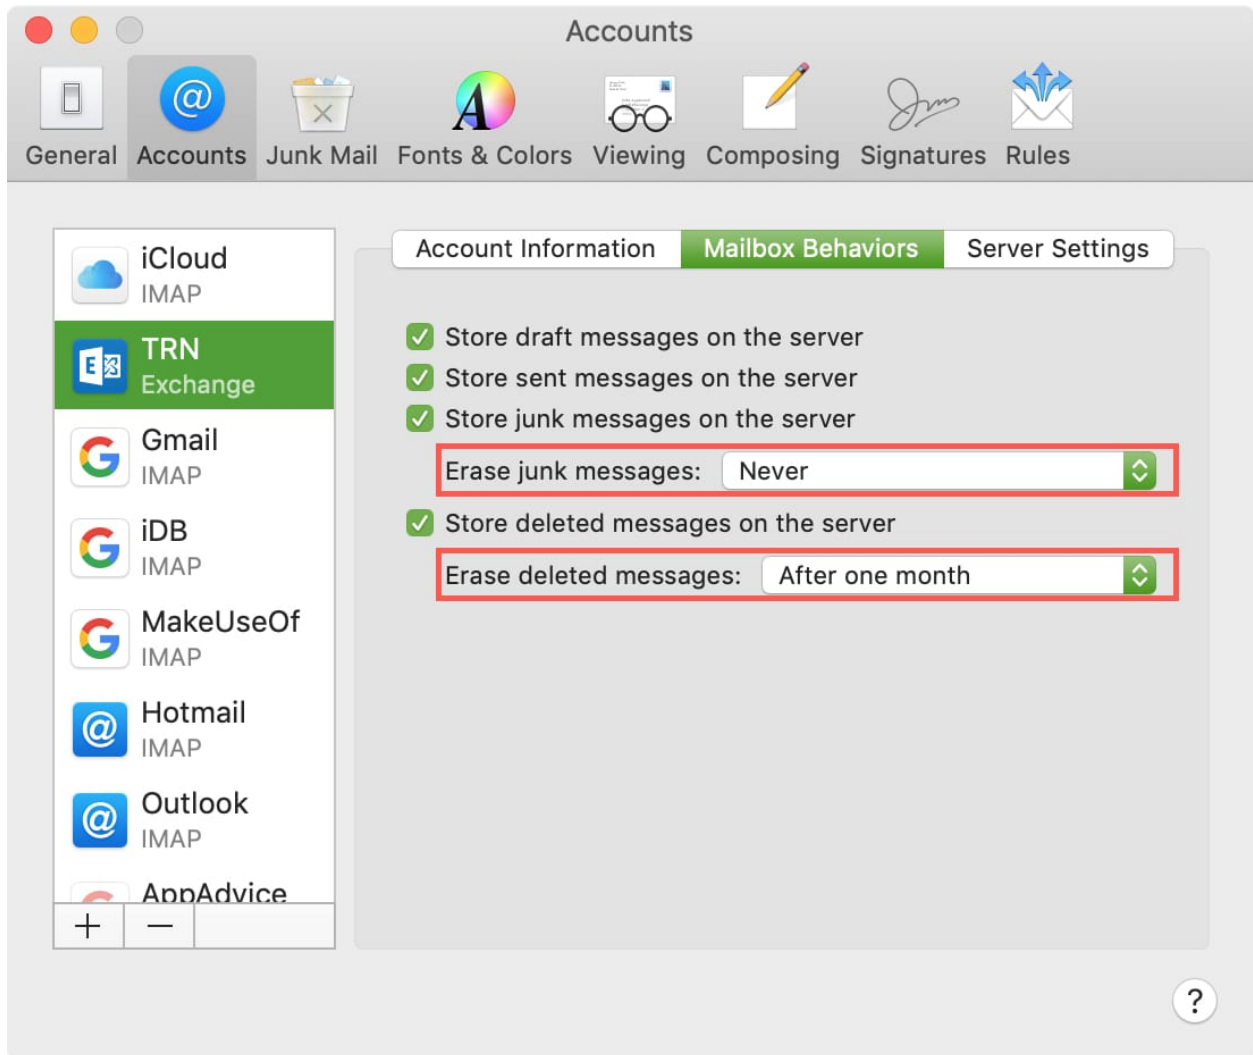 Accounts
General
Accounts
Junk Mail
Fonts & Colors
Viewing
Composing
Signatures
Rules
iCloud
IMAP
TRN
Exchange
Gmail
IMAP
iDB
IMAP
MakeUseOf
IMAP
Hotmail
IMAP
Outlook
IMAP
AppAdvice
Account Information
Mailbox Behaviors
Server Settings
Store draft messages on the server
Store sent messages on the server
Store junk messages on the server
Erase junk messages: Never
Store deleted messages on the server
Erase deleted messages: After one month
?